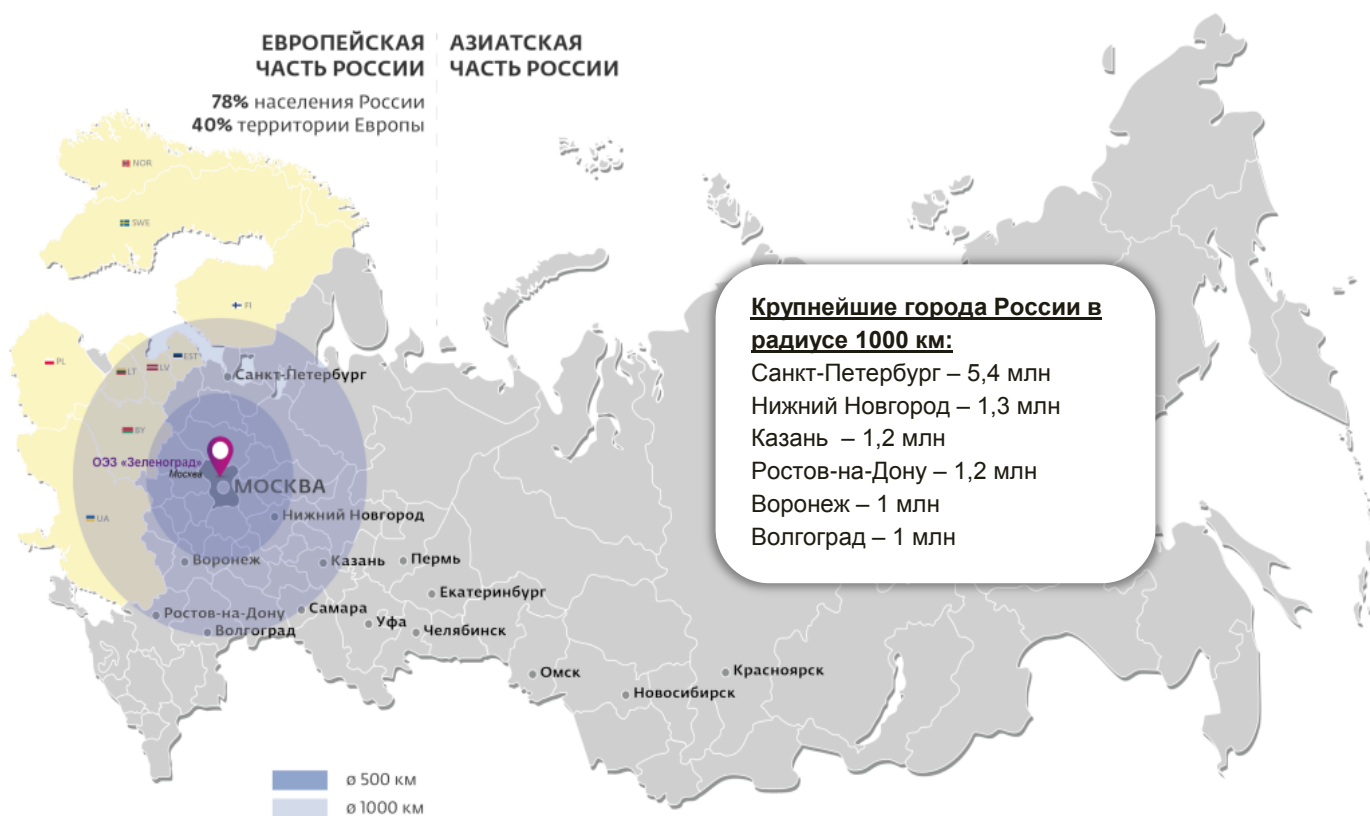 ЕВРОПЕЙСКАЯ
ЧАСТЬ РОССИИ
78% населения России
40% территории Европы
АЗИАТСКАЯ
ЧАСТЬ РОССИИ
NOR
SWE
FI
PL
EST
LV
LT
BY
UA
Санкт-Петербург
ОЭЗ «Зеленоград»
Москва
МОСКВА
Нижний Новгород
Воронеж
Казань
Пермь
Екатеринбург
Ростов-на-Дону
Самара
Уфа
Челябинск
Волгоград
Омск
Новосибирск
Красноярск
Крупнейшие города России в
радиусе 1000 км:
Санкт-Петербург – 5,4 млн
Нижний Новгород – 1,3 млн
Казань – 1,2 млн
Ростов-на-Дону – 1,2 млн
Воронеж – 1 млн
Волгоград – 1 млн
ø 500 км
ø 1000 км